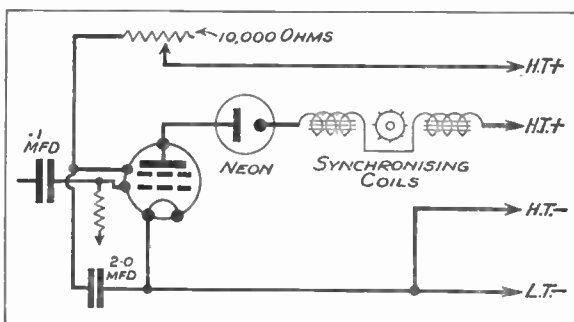 10,000 OHMS
H.T+
H.T.+
.1
MFD
NEON
SYNCHRONISING
COILS
H.T.-
2.0
MFD
L.T.-